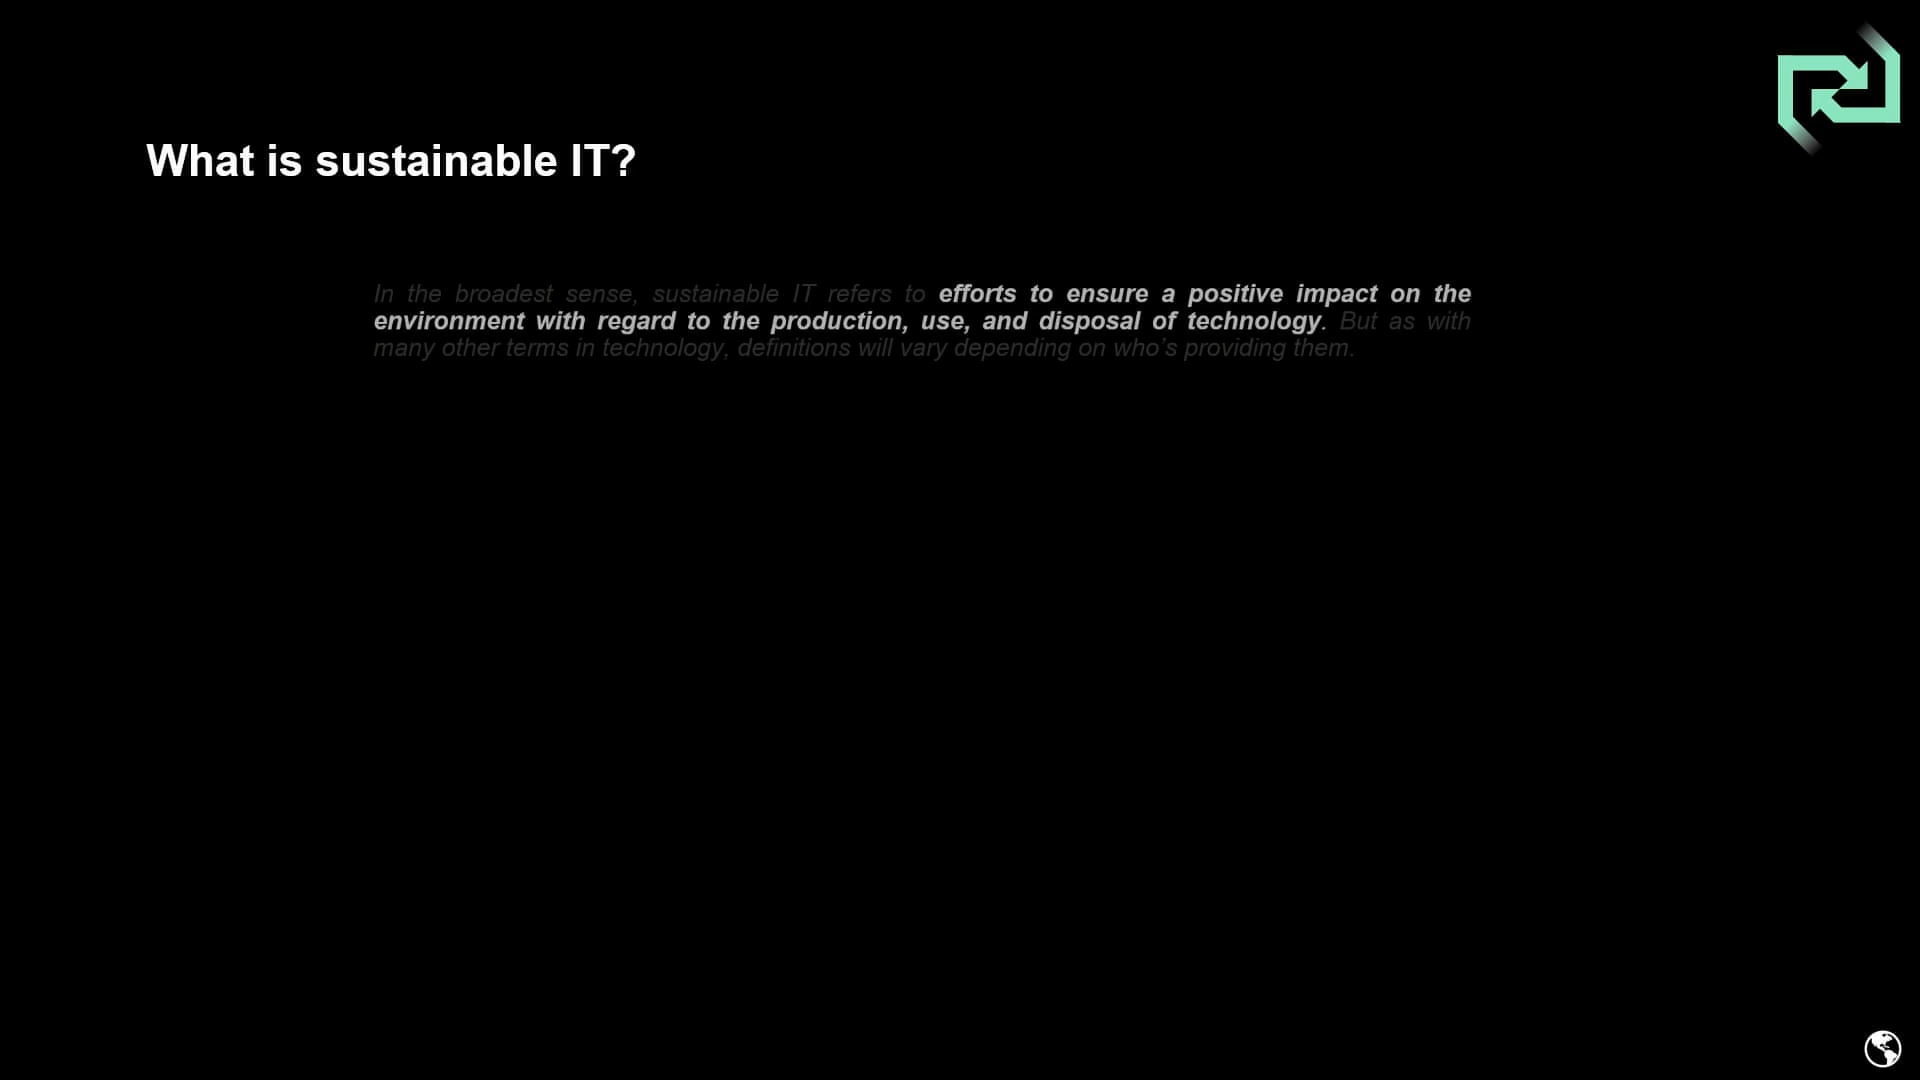 What is sustainable IT?
In the broadest sense, sustainable IT refers to efforts to ensure a positive impact on the
environment with regard to the production, use, and disposal of technology. But as with
many other terms in technology, definitions will vary depending on who’s providing them.